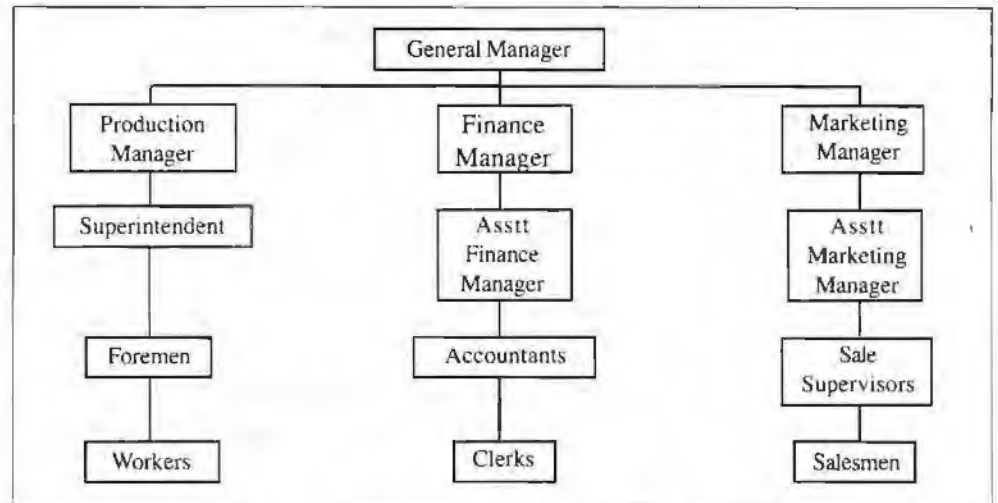 General Manager
Production
Manager
Finance
Manager
Marketing
Manager
Superintendent
Asstt
Finance
Manager
Asstt
Marketing
Manager
Foremen
Accountants
Sale
Supervisors
Workers
Clerks
Salesmen